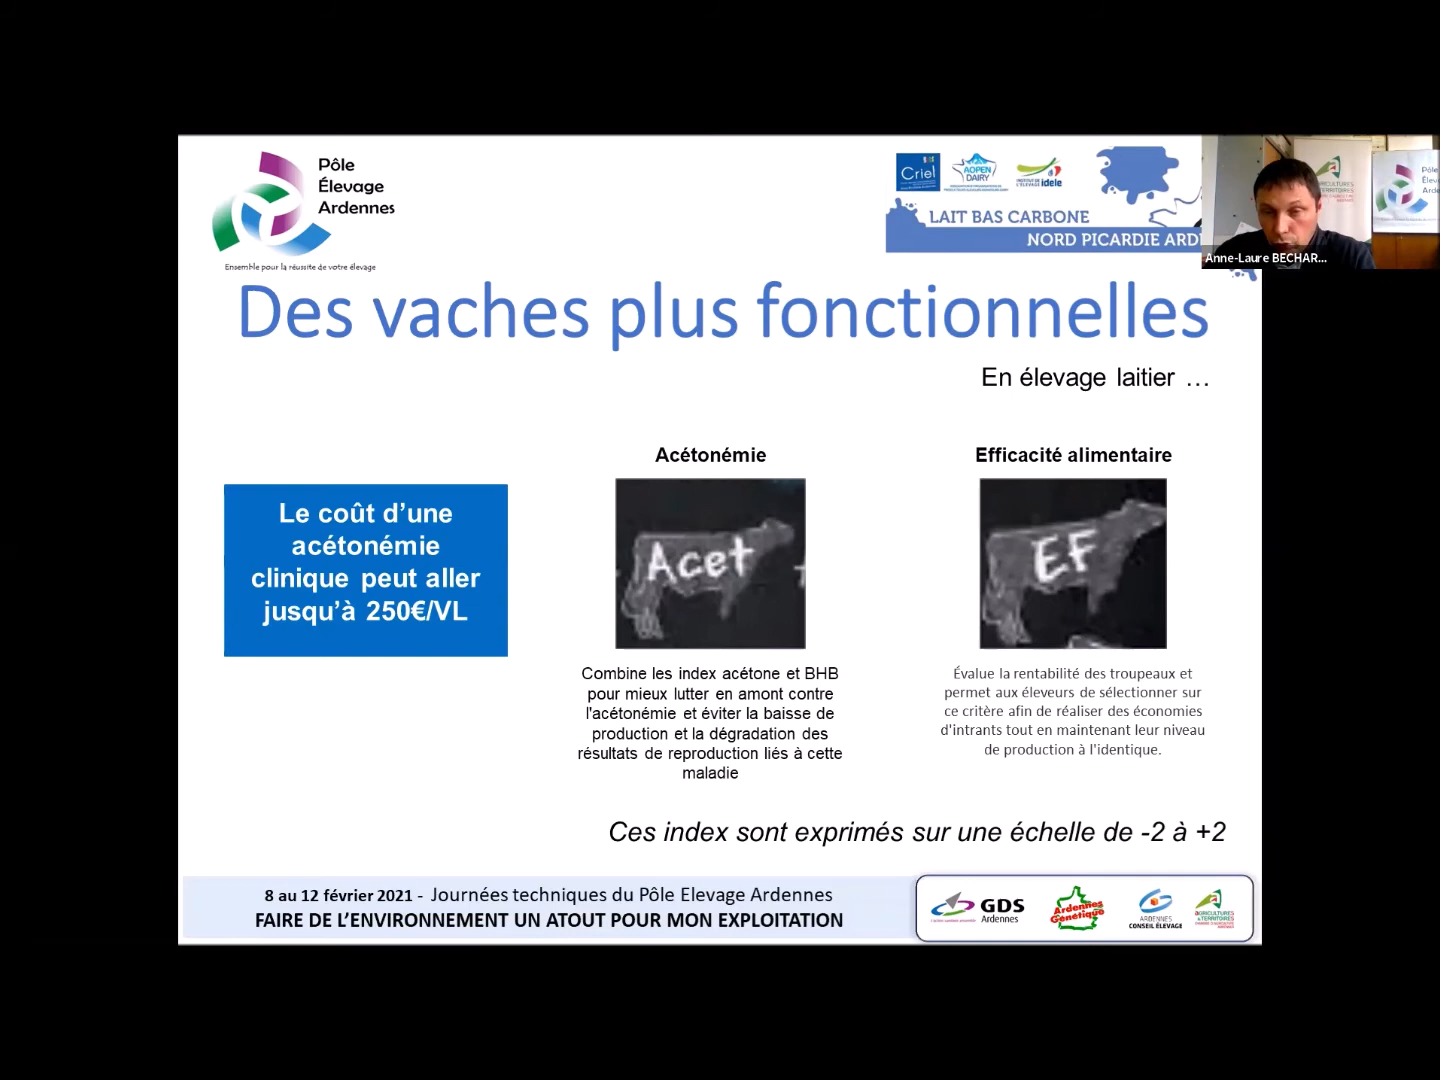 Pôle
Élevage
Ardennes
Ensemble pour la réussite de votre élevage
Criel
AOPEN
DAIRY
idele
LAIT BAS CARBONE
NORD PICARDIE ARD
Anne-Laure BECHAR...
Des vaches plus fonctionnelles
En élevage laitier …
Le coût d’une
acétonémie
clinique peut aller
jusqu’à 250€/VL
Acétonémie
Acet
Combine les index acétone et BHB
pour mieux lutter en amont contre
l'acétonémie et éviter la baisse de
production et la dégradation des
résultats de reproduction liés à cette
maladie
Efficacité alimentaire
EF
Évalue la rentabilité des troupeaux et
permet aux éleveurs de sélectionner sur
ce critère afin de réaliser des économies
d'intrants tout en maintenant leur niveau
de production à l'identique.
Ces index sont exprimés sur une échelle de -2 à +2
8 au 12 février 2021 - Journées techniques du Pôle Elevage Ardennes
FAIRE DE L’ENVIRONNEMENT UN ATOUT POUR MON EXPLOITATION
GDS
Ardennes
Ardennes
Génétique
ARDENNES
CONSEIL ÉLEVAGE
AGRICULTURES
& TERRITOIRES